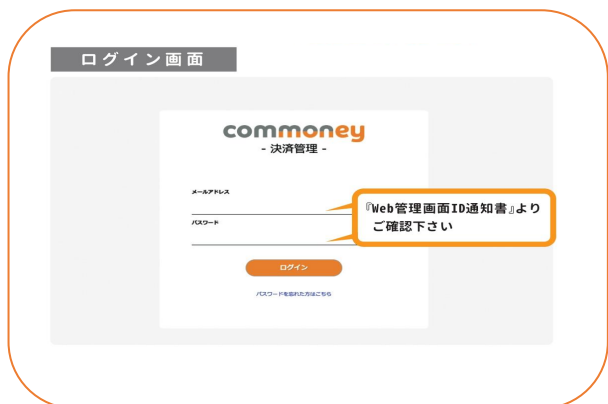 ログイン画面
commoney
- 決済管理 -
メールアドレス
『Web管理画面ID通知書』より
ご確認下さい
パスワード
ログイン
パスワードを忘れた方はこちら